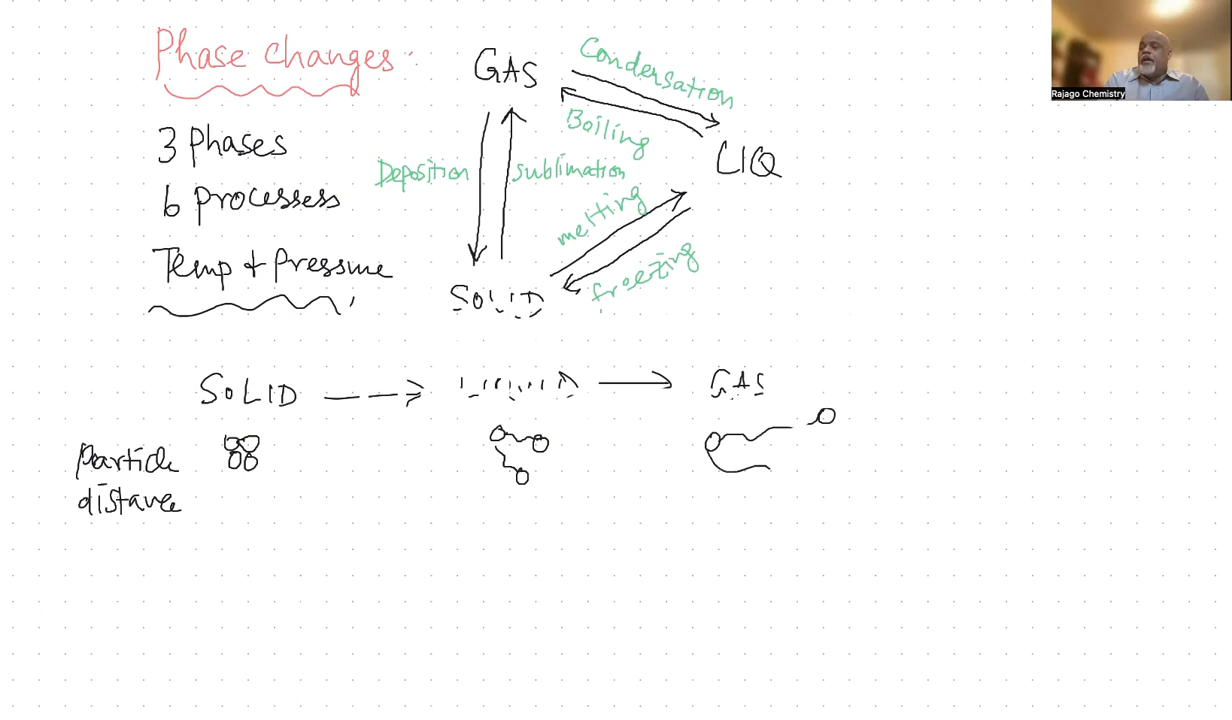 Phase changes:
3 Phases
6 Processess
Temp + Pressure
GAS
Condensation
Boiling
LIQ
Deposition
sublimation
melting
freezing
SOLID
SOLID
GAS
Particle
distance
Rajago Chemistry